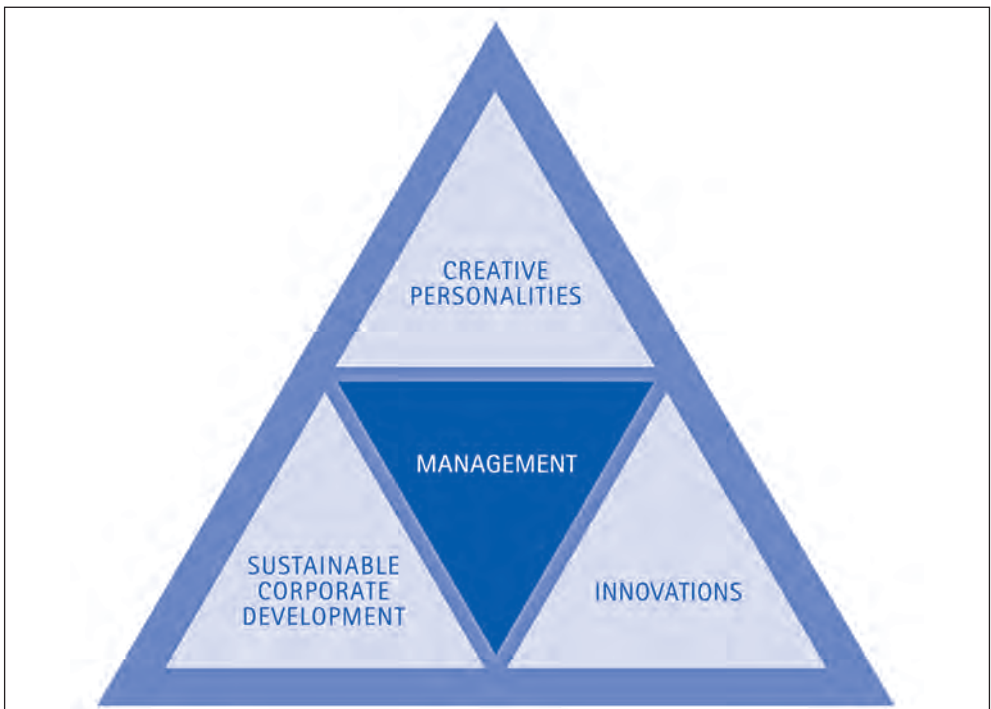 CREATIVE
PERSONALITIES
MANAGEMENT
SUSTAINABLE
CORPORATE
DEVELOPMENT
INNOVATIONS